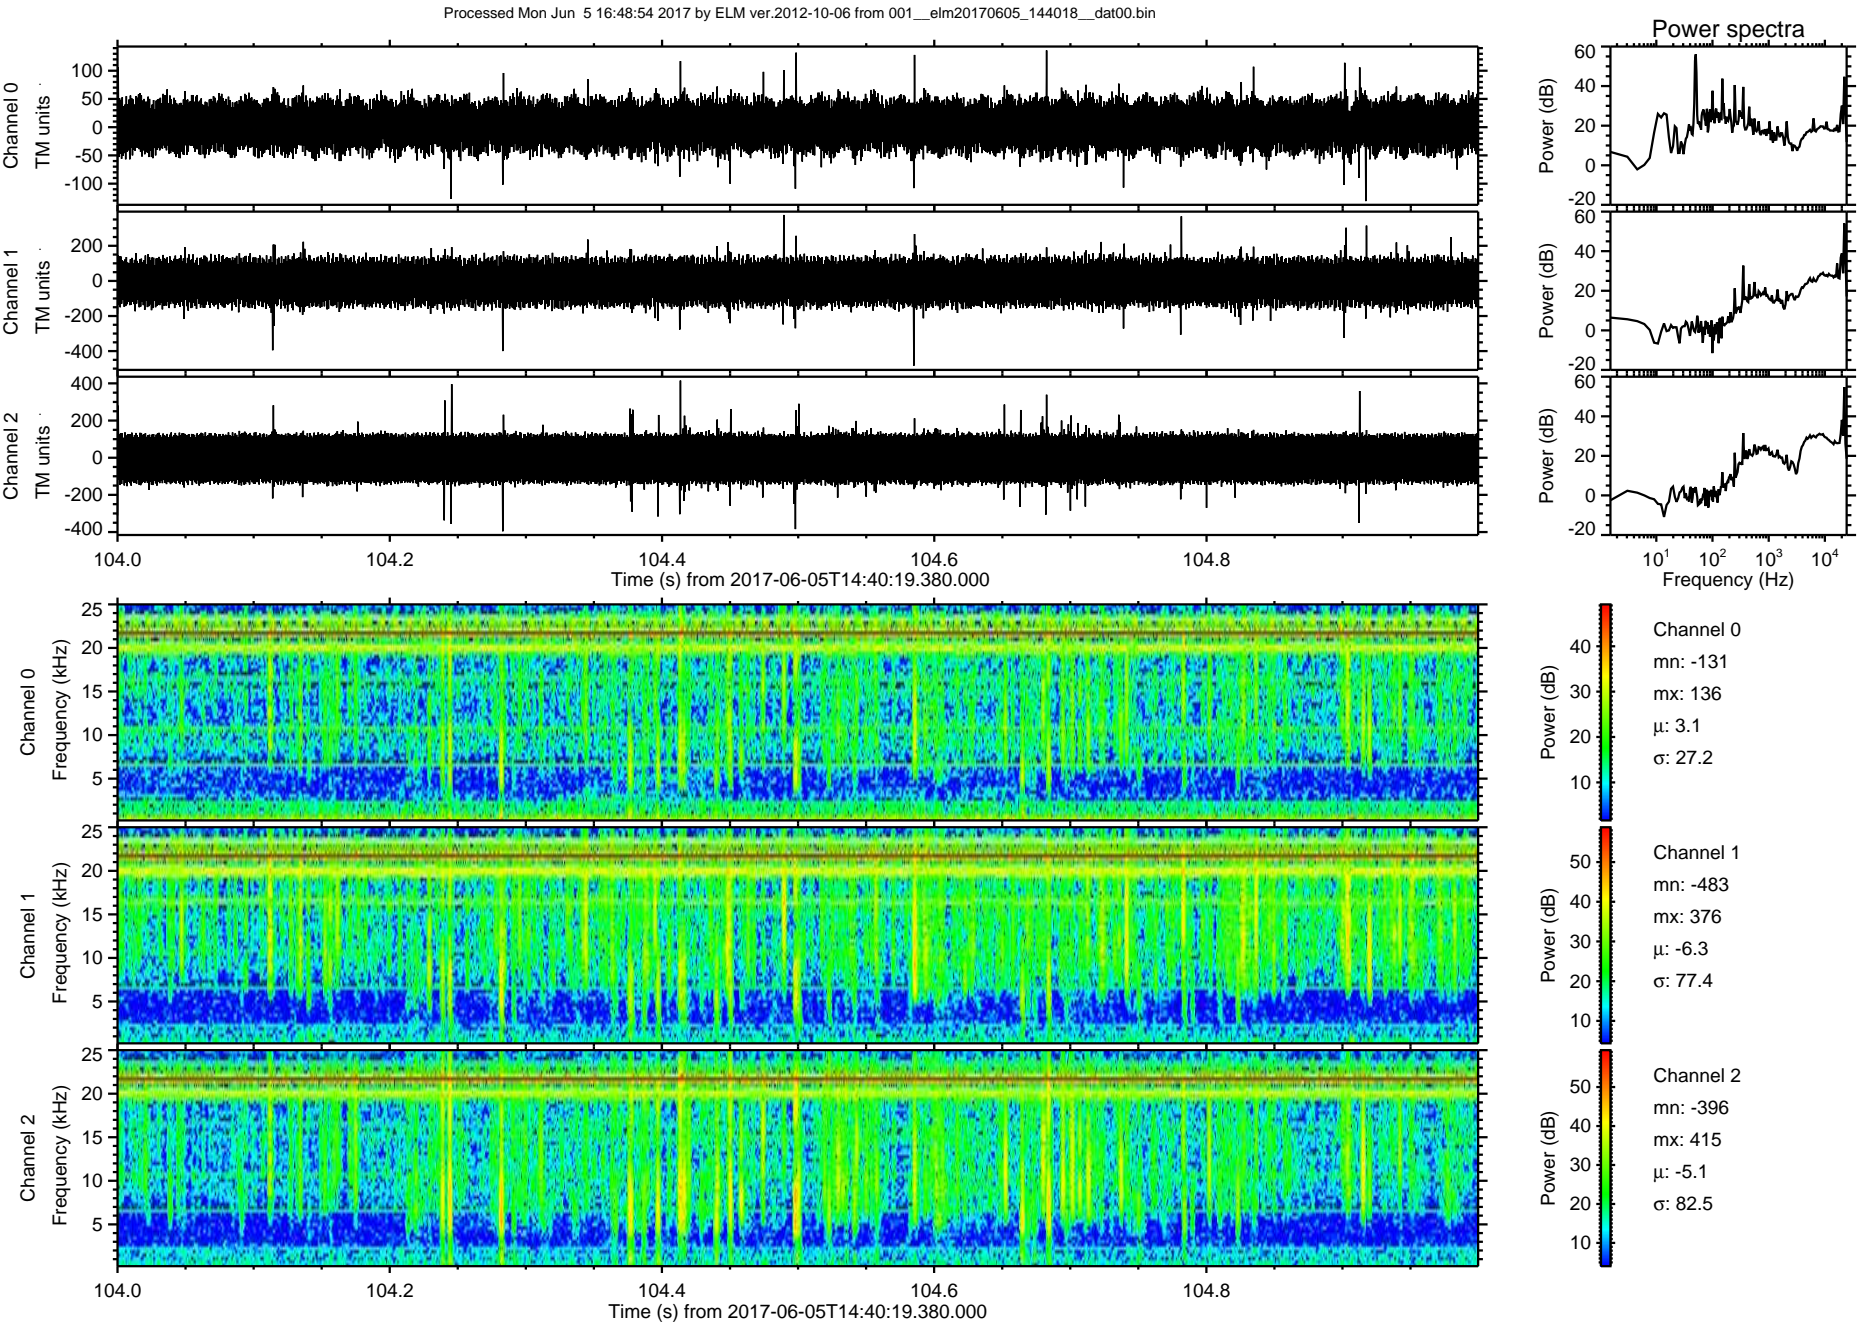 Processed Mon Jun  5 16:48:54 2017 by ELM ver.2012-10-06 from 001__elm20170605_144018__dat00.bin
Power spectra
Channel 0
TM units
100
50
0
-50
-100
Power (dB)
60
40
20
0
-20
Channel 1
TM units
200
0
-200
-400
Power (dB)
60
40
20
0
-20
Channel 2
TM units
400
200
0
-200
-400
Power (dB)
60
40
20
0
-20
104.0 104.2 104.4 104.6 104.8
Time (s) from 2017-06-05T14:40:19.380.000
10^1 10^2 10^3 10^4
Frequency (Hz)
Channel 0
Frequency (kHz)
25
20
15
10
5
Power (dB)
40
30
20
10
Channel 0
mn: -131
mx: 136
μ: 3.1
σ: 27.2
Channel 1
Frequency (kHz)
25
20
15
10
5
Power (dB)
50
40
30
20
10
Channel 1
mn: -483
mx: 376
μ: -6.3
σ: 77.4
Channel 2
Frequency (kHz)
25
20
15
10
5
Power (dB)
50
40
30
20
10
Channel 2
mn: -396
mx: 415
μ: -5.1
σ: 82.5
104.0 104.2 104.4 104.6 104.8
Time (s) from 2017-06-05T14:40:19.380.000